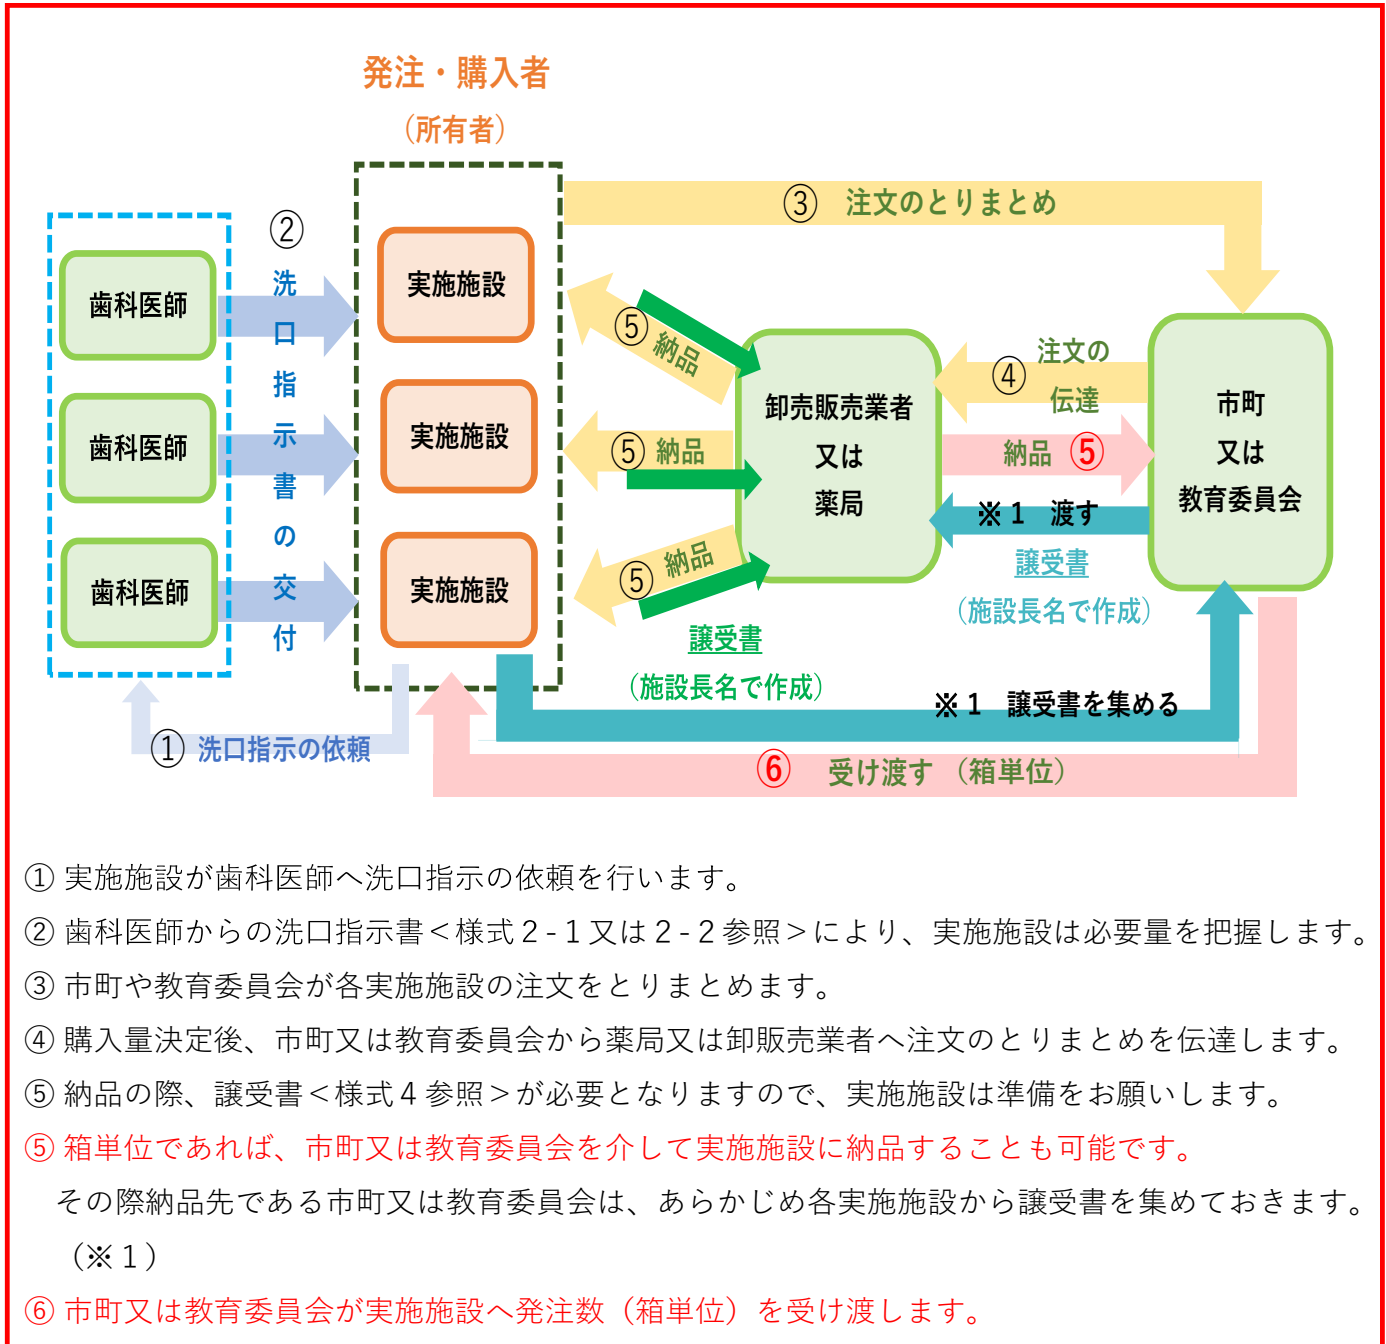 発注・購入者
（所有者）
③ 注文のとりまとめ
② 洗口指示書の交付
歯科医師
歯科医師
歯科医師
実施施設
実施施設
実施施設
⑤ 納品
⑤ 納品
⑤ 納品
卸売販売業者
又は
薬局
④ 注文の
伝達
納品 ⑤
※１ 渡す
譲受書
（施設長名で作成）
市町
又は
教育委員会
譲受書
（施設長名で作成）
※１ 譲受書を集める
① 洗口指示の依頼
⑥ 受け渡す （箱単位）
① 実施施設が歯科医師へ洗口指示の依頼を行います。
② 歯科医師からの洗口指示書＜様式２-１又は２-２参照＞により、実施施設は必要量を把握します。
③ 市町や教育委員会が各実施施設の注文をとりまとめます。
④ 購入量決定後、市町又は教育委員会から薬局又は卸販売業者へ注文のとりまとめを伝達します。
⑤ 納品の際、譲受書＜様式４参照＞が必要となりますので、実施施設は準備をお願いします。
⑤ 箱単位であれば、市町又は教育委員会を介して実施施設に納品することも可能です。
その際納品先である市町又は教育委員会は、あらかじめ各実施施設から譲受書を集めておきます。
（※１）
⑥ 市町又は教育委員会が実施施設へ発注数（箱単位）を受け渡します。